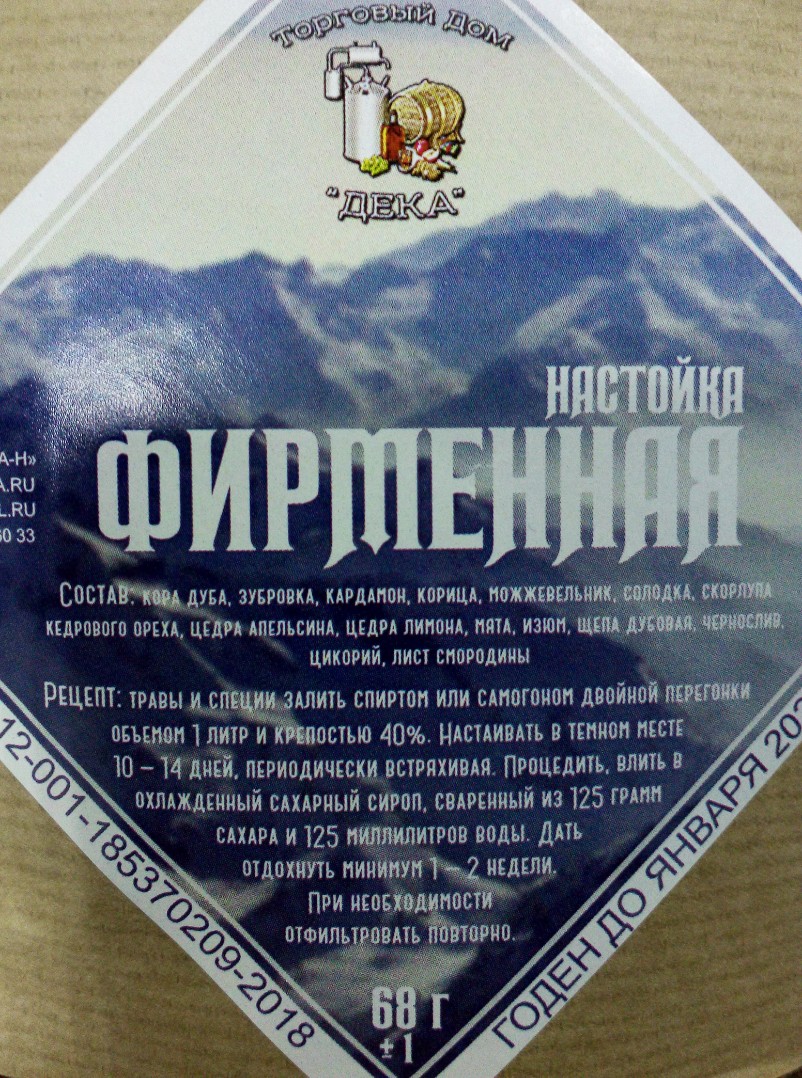 Торговый Дом
"ДЕКА"
НАСТОЙКА
ФИРМЕННАЯ
А-Н»
A.RU
L.RU
60 33
Состав: кора дуба, зубровка, кардамон, корица, можжевельник, солодка, скорлупа
кедрового ореха, цедра апельсина, цедра лимона, мята, изюм, щепа дубовая, чернослив,
цикорий, лист смородины
Рецепт: травы и специи залить спиртом или самогоном двойной перегонки
объемом 1 литр и крепостью 40%. Настаивать в темном месте
10 – 14 дней, периодически встряхивая. Процедить, влить в
охлажденный сахарный сироп, сваренный из 125 грамм
сахара и 125 миллилитров воды. Дать
отдохнуть минимум 1 – 2 недели.
При необходимости
отфильтровать повторно.
68 г
±1
12-001-185370209-2018
ГОДЕН ДО ЯНВАРЯ